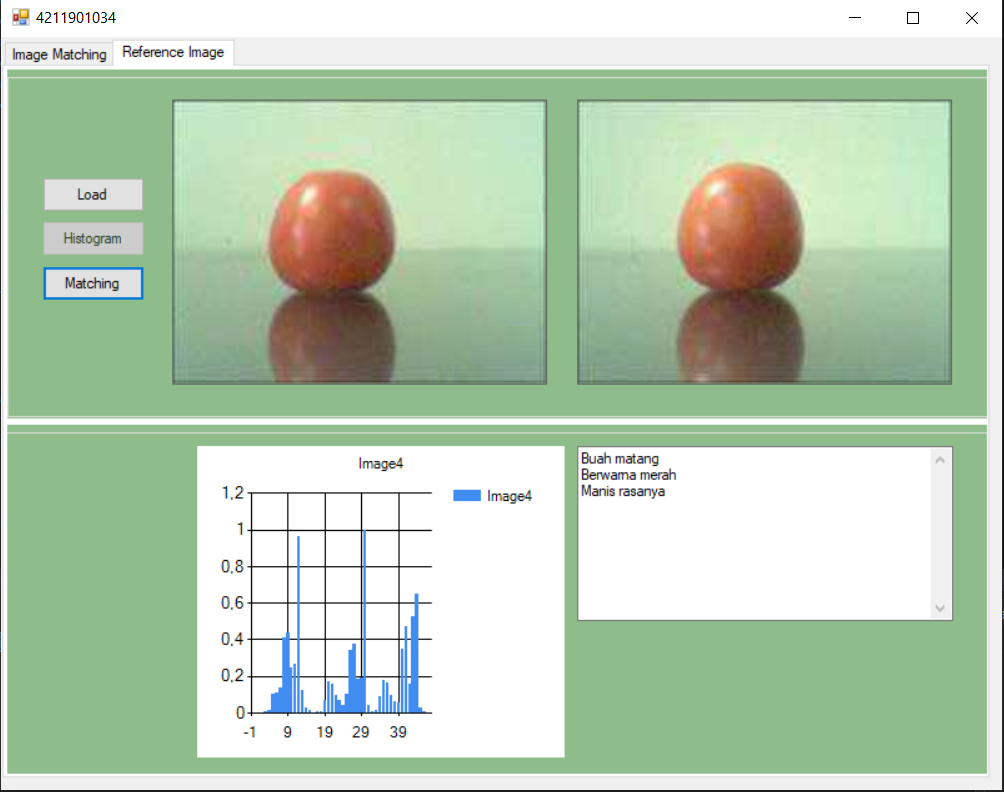 4211901034
Image Matching
Reference Image
Load
Histogram
Matching
Image4
Image4
1,2
1
0,8
0,6
0,4
0,2
0
-1 9 19 29 39
Buah matang
Berwarna merah
Manis rasanya